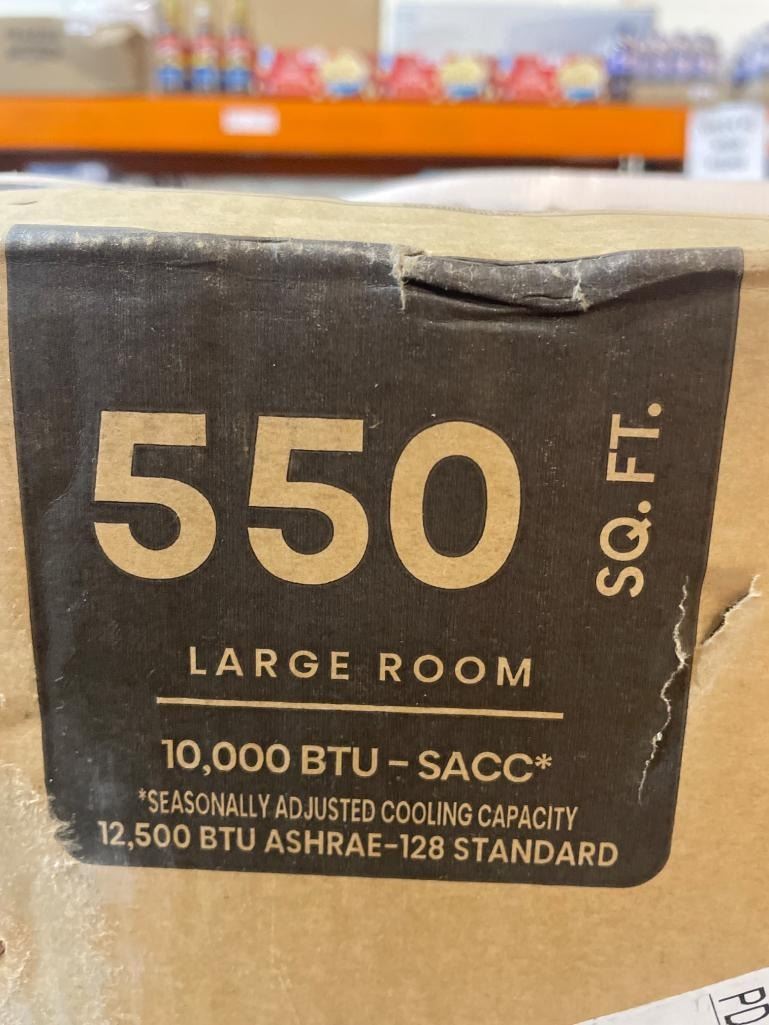 550
SQ. FT.
LARGE ROOM
10,000 BTU – SACC*
*SEASONALLY ADJUSTED COOLING CAPACITY
12,500 BTU ASHRAE–128 STANDARD
PD